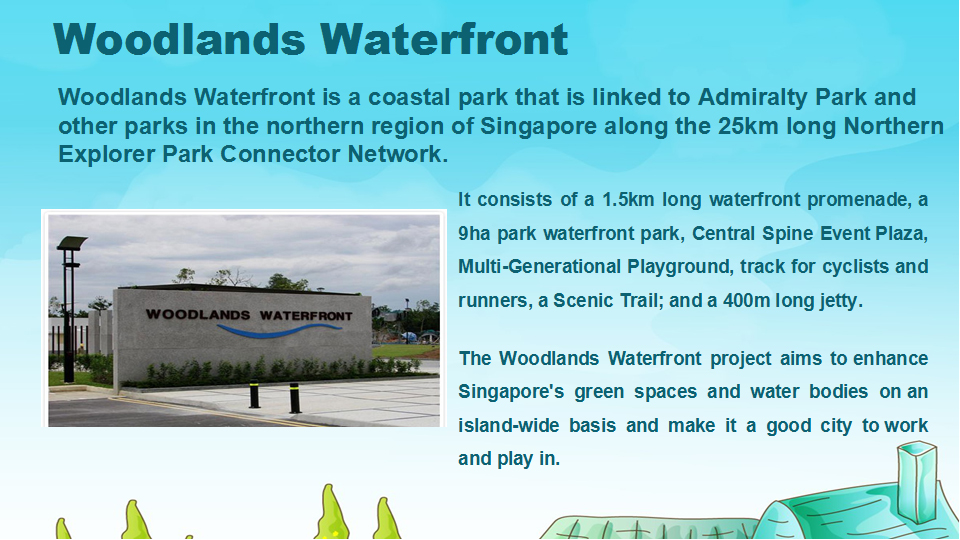 Woodlands Waterfront
Woodlands Waterfront is a coastal park that is linked to Admiralty Park and
other parks in the northern region of Singapore along the 25km long Northern
Explorer Park Connector Network.
WOODLANDS WATERFRONT
It consists of a 1.5km long waterfront promenade, a
9ha park waterfront park, Central Spine Event Plaza,
Multi-Generational Playground, track for cyclists and
runners, a Scenic Trail; and a 400m long jetty.
The Woodlands Waterfront project aims to enhance
Singapore's green spaces and water bodies on an
island-wide basis and make it a good city to work
and play in.